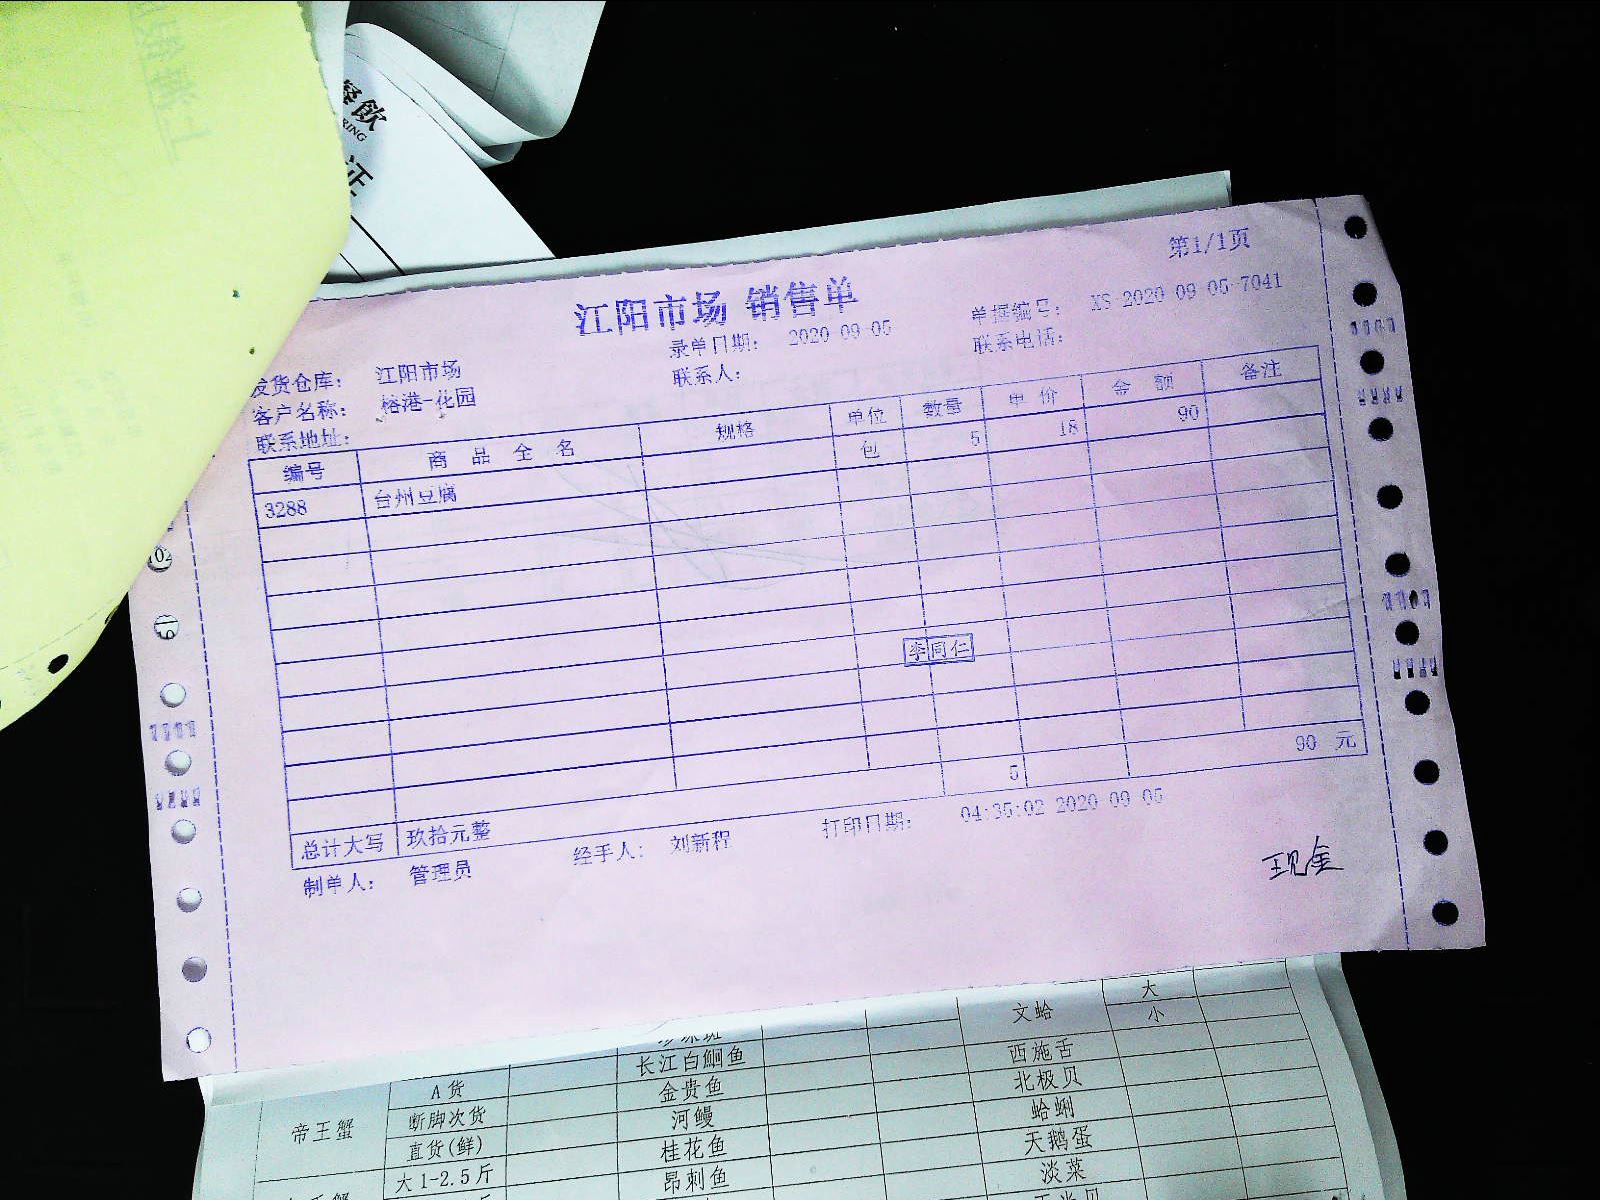 餐飲
RING
证
第1/1页
江阳市场 销售单
录单日期： 2020-09-05 单据编号： XS-2020-09-05-7041
发货仓库： 江阳市场 联系人： 联系电话：
客户名称： 榕港-花园
联系地址：
编号 商品全名 规格 单位 数量 单价 金额 备注
3288 台州豆腐 包 5 18 90
李同仁
总计大写 玖拾元整 5 90 元
制单人： 管理员 经手人： 刘新程 打印日期： 04:35:02 2020-09-05
现金
文蛤 大
小
长江白鮰鱼 西施舌
A货 金贵鱼 北极贝
帝王蟹 断脚次货 河鳗 蛤蜊
直货(鲜) 桂花鱼 天鹅蛋
大1-2.5斤 昂刺鱼 淡菜